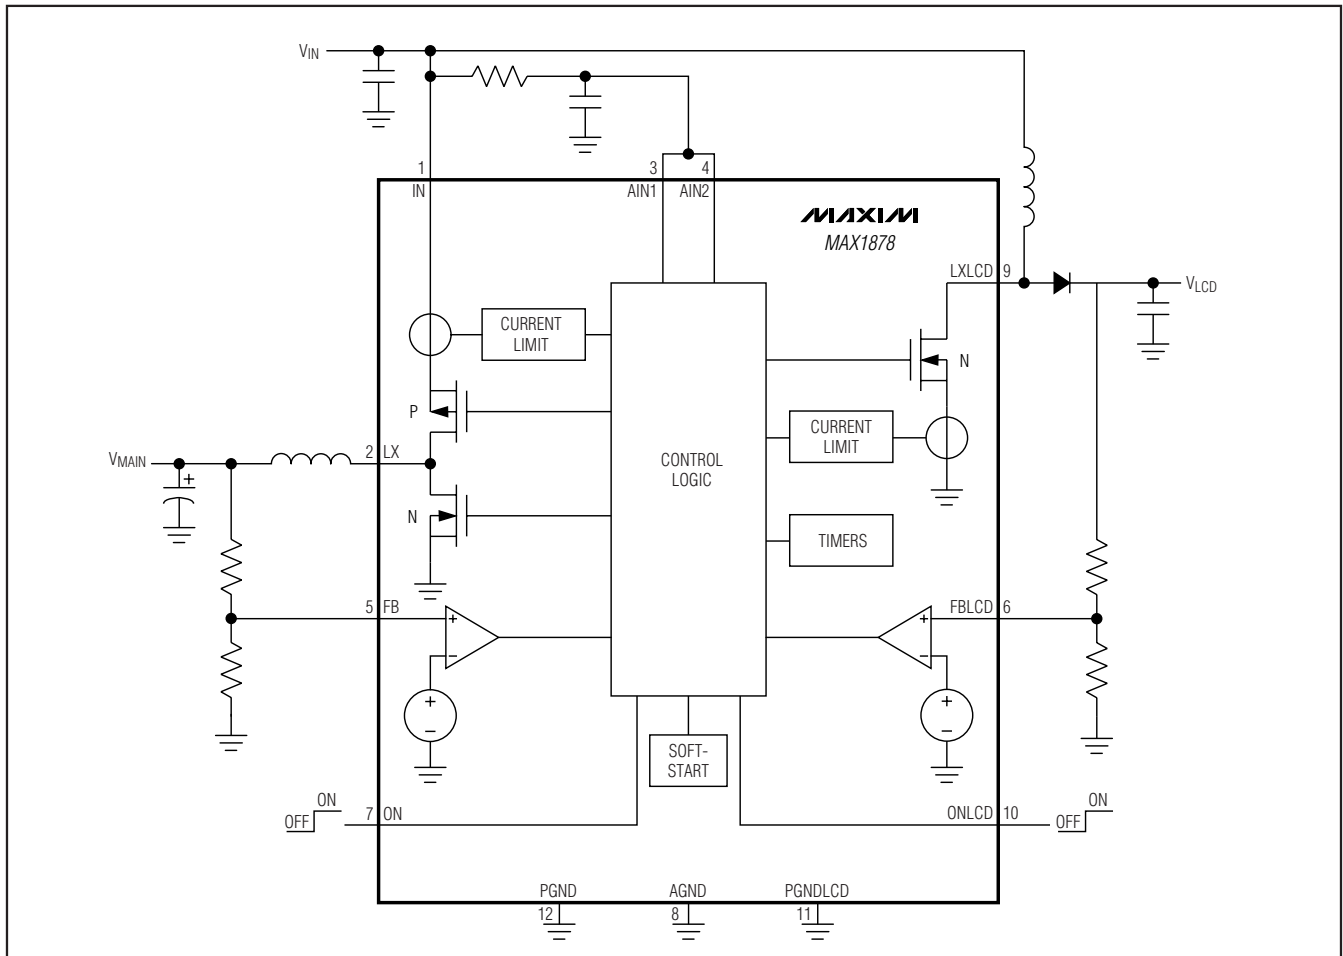 VIN
1
3
4
IN
AIN1
AIN2
MAXIM
MAX1878
LXLCD
9
VLCD
CURRENT
LIMIT
P
N
CURRENT
LIMIT
VMAIN
+
2
LX
CONTROL
LOGIC
N
TIMERS
5
FB
FBLCD
6
+
−
+
−
+
−
+
−
SOFT-
START
ON
OFF
7
ON
ONLCD
10
ON
OFF
PGND
AGND
PGNDLCD
12
8
11